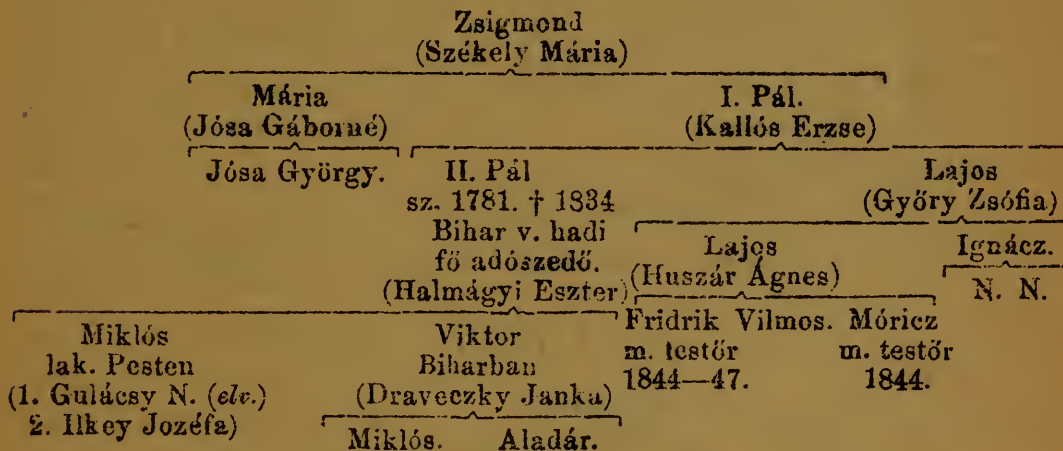 Zsigmond
(Székely Mária)
Mária I. Pál.
(Jósa Gáborné) (Kallós Erzse)
Jósa György. II. Pál Lajos
sz. 1781. † 1834 (Győry Zsófia)
Bihar v. hadi Lajos Ignácz.
fő adószedő. (Huszár Ágnes) N. N.
(Halmágyi Eszter)
Miklós Viktor Fridrik Vilmos. Móricz
lak. Pesten Biharban m. testőr m. testőr
(1. Gulácsy N. (elv.) (Draveczky Janka) 1844—47. 1844.
2. Ilkey Jozéfa)
Miklós. Aladár.